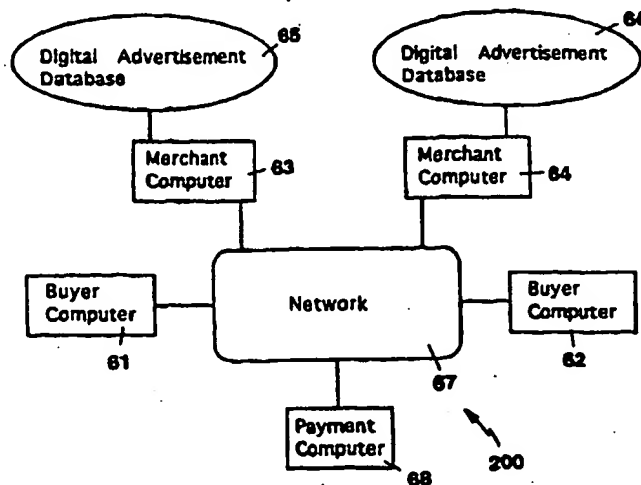 65
Digital Advertisement
Database
66
Digital Advertisement
Database
Merchant
Computer
63
Merchant
Computer
64
Buyer
Computer
61
Network
67
Buyer
Computer
62
Payment
Computer
68
200